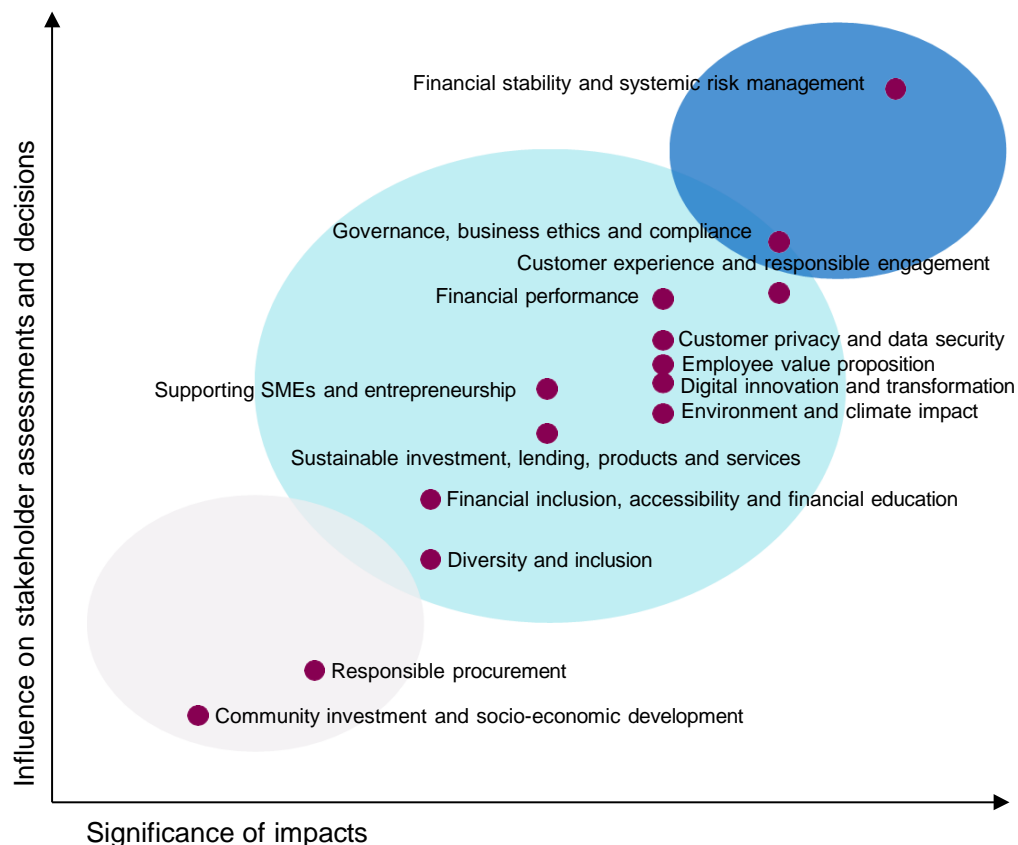 Influence on stakeholder assessments and decisions
Financial stability and systemic risk management
Governance, business ethics and compliance
Customer experience and responsible engagement
Financial performance
Customer privacy and data security
Employee value proposition
Digital innovation and transformation
Supporting SMEs and entrepreneurship
Environment and climate impact
Sustainable investment, lending, products and services
Financial inclusion, accessibility and financial education
Diversity and inclusion
Responsible procurement
Community investment and socio-economic development
Significance of impacts